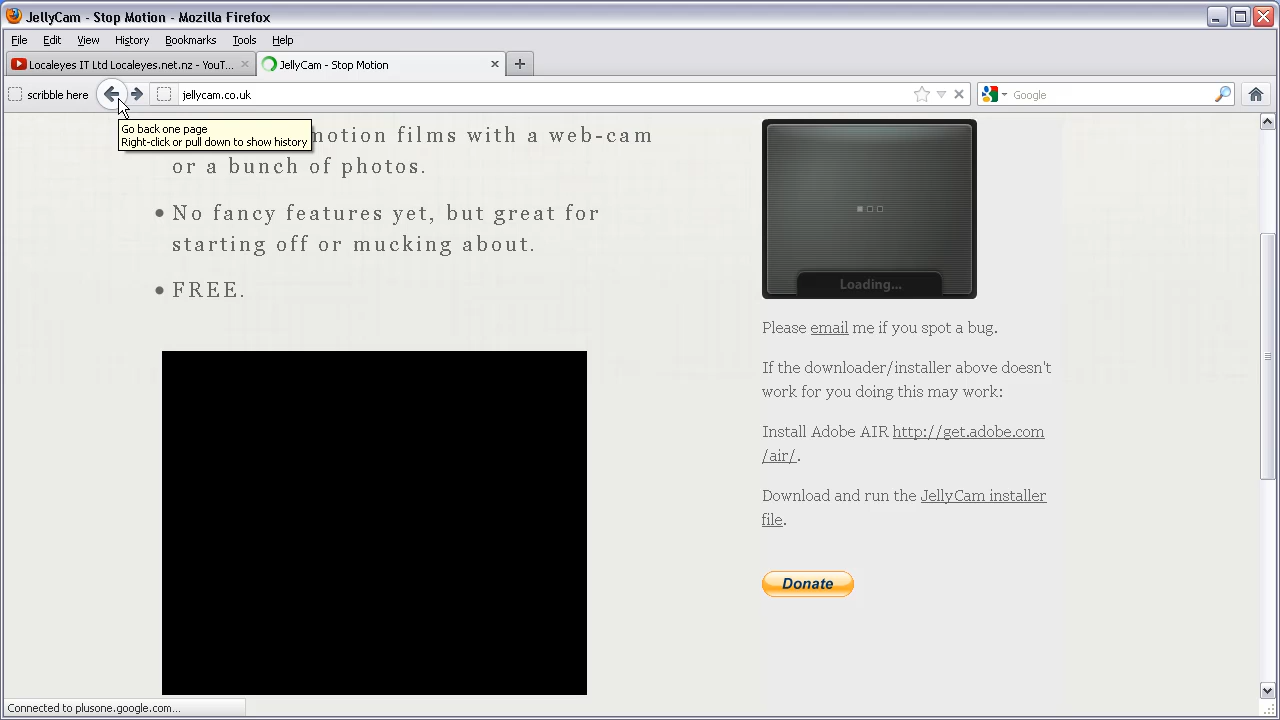 JellyCam - Stop Motion - Mozilla Firefox
File Edit View History Bookmarks Tools Help
Localeyes IT Ltd Localeyes.net.nz - YouT...
JellyCam - Stop Motion
scribble here
jellycam.co.uk
Google
Go back one page
Right-click or pull down to show history
motion films with a web-cam
or a bunch of photos.
No fancy features yet, but great for
starting off or mucking about.
FREE.
Loading...
Please email me if you spot a bug.
If the downloader/installer above doesn't
work for you doing this may work:
Install Adobe AIR http://get.adobe.com
/air/.
Download and run the JellyCam installer
file.
Donate
Connected to plusone.google.com...